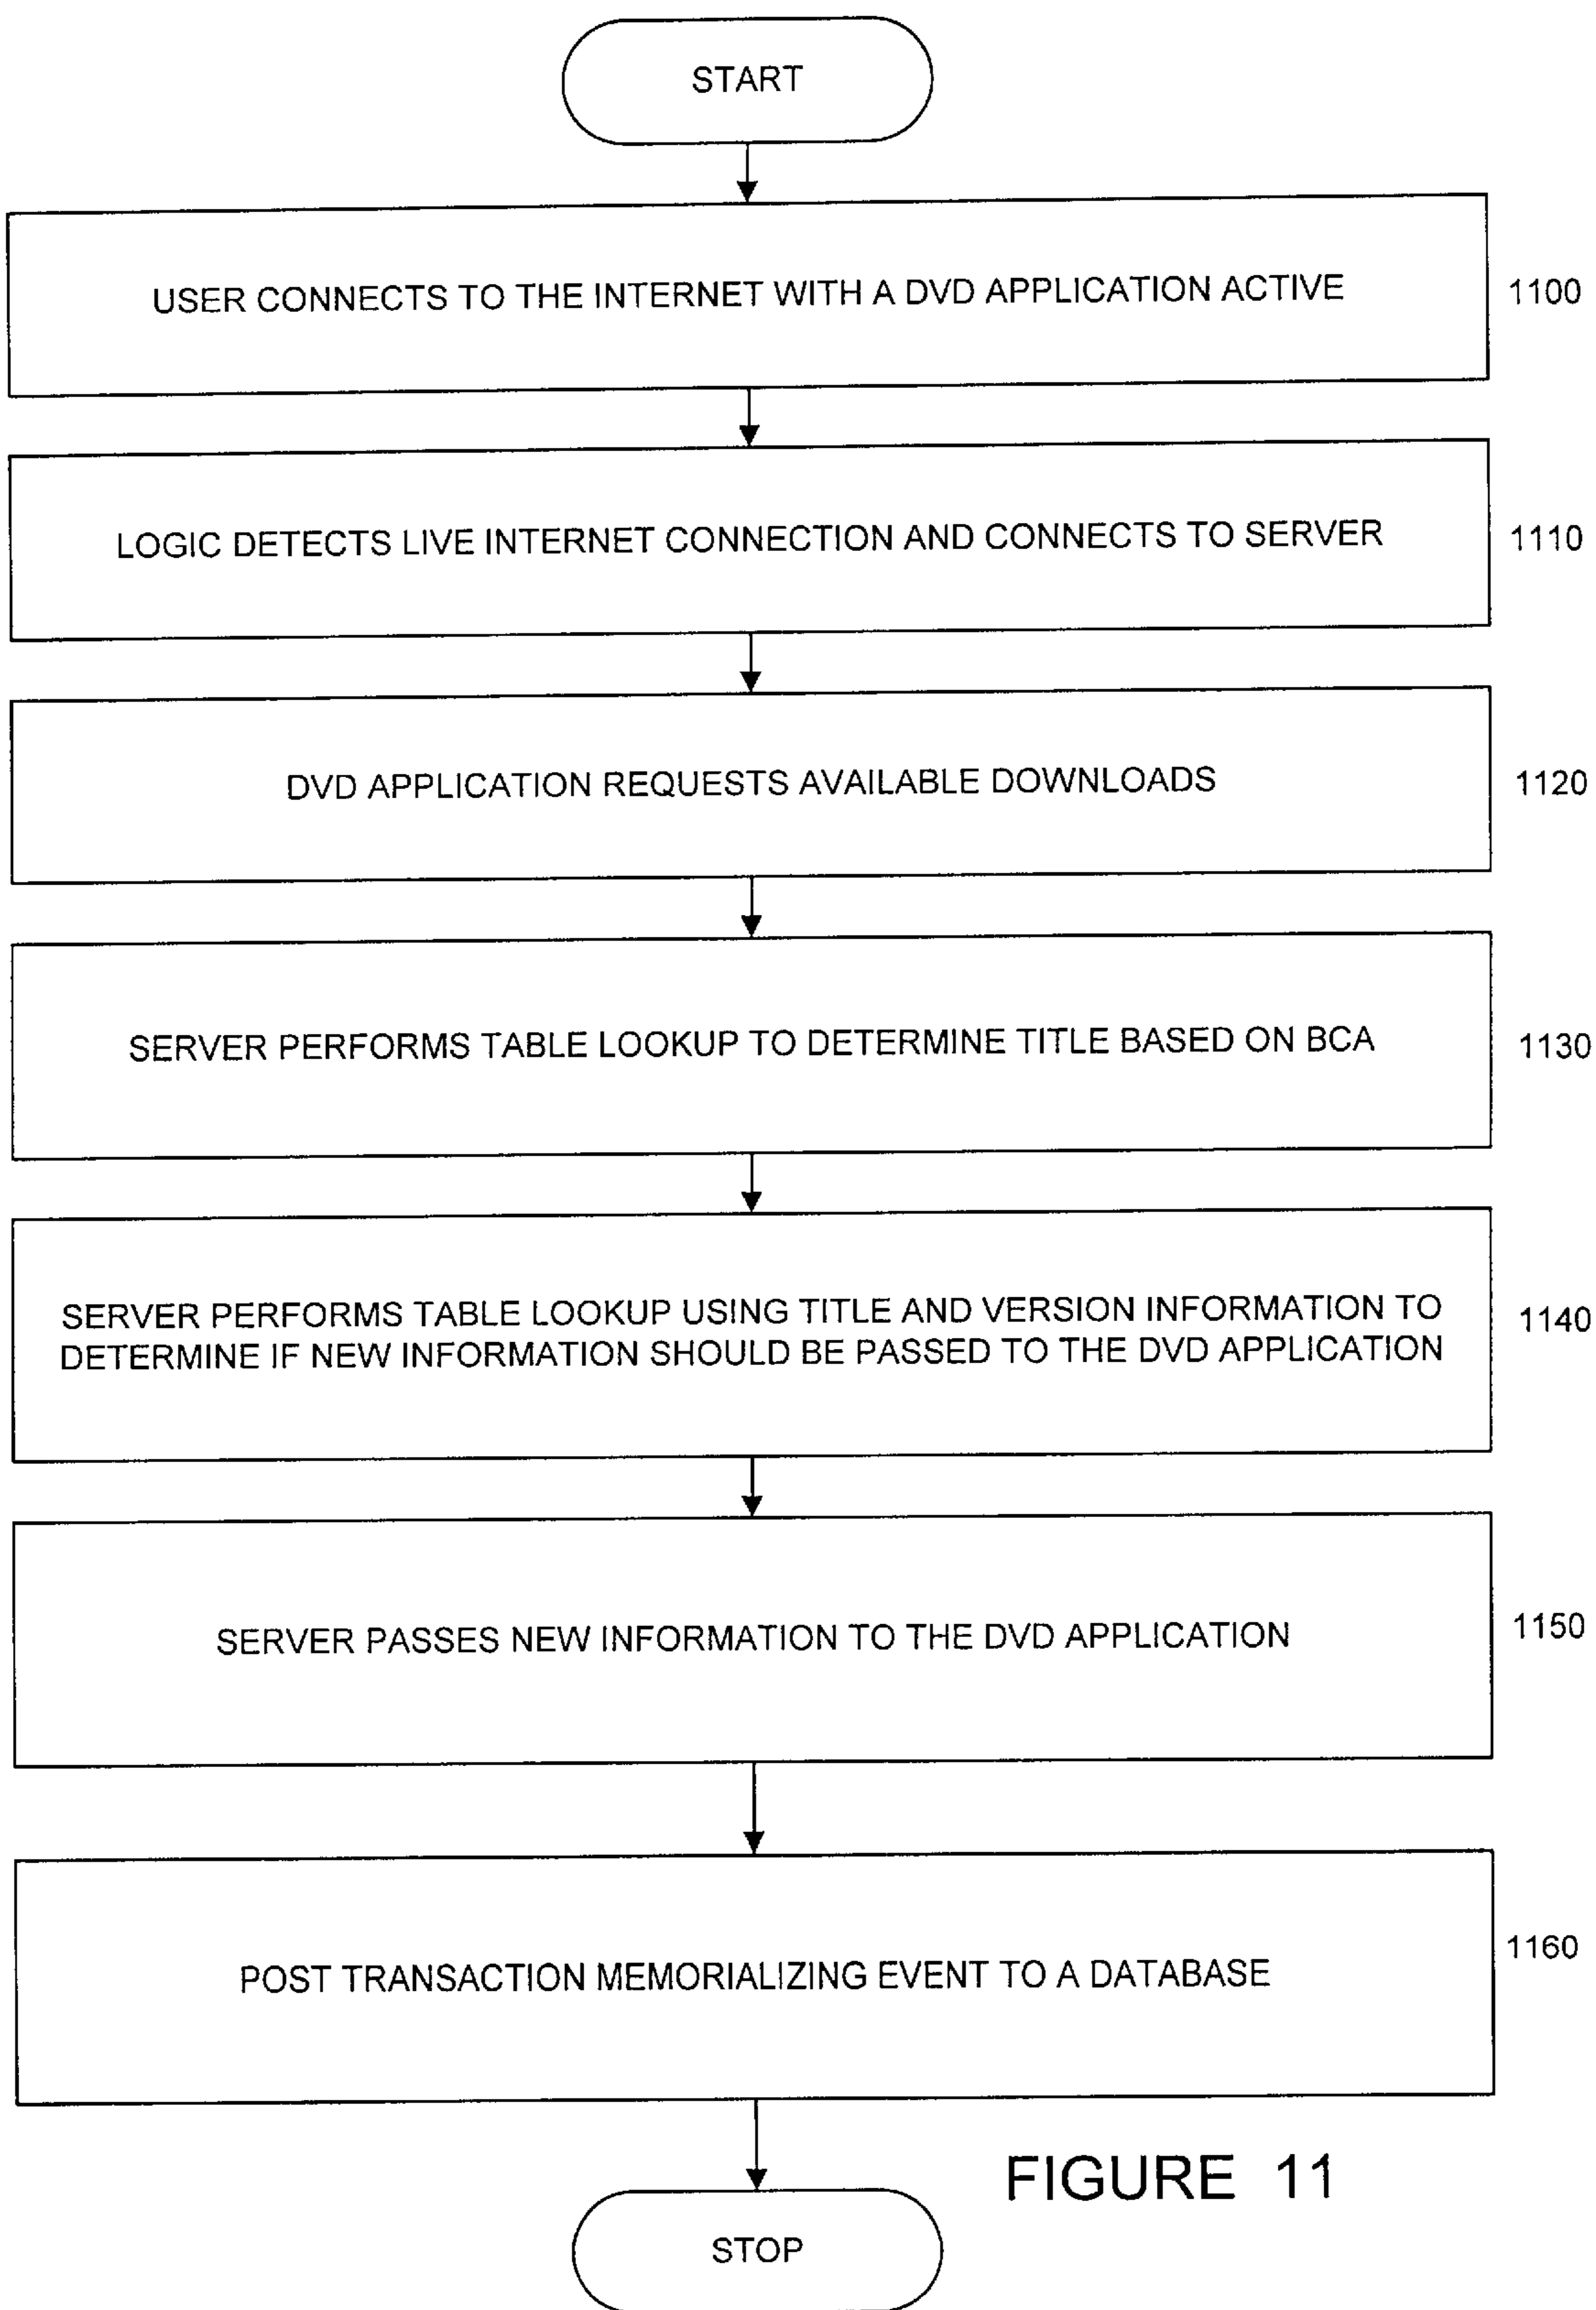 START
USER CONNECTS TO THE INTERNET WITH A DVD APPLICATION ACTIVE
1100
LOGIC DETECTS LIVE INTERNET CONNECTION AND CONNECTS TO SERVER
1110
DVD APPLICATION REQUESTS AVAILABLE DOWNLOADS
1120
SERVER PERFORMS TABLE LOOKUP TO DETERMINE TITLE BASED ON BCA
1130
SERVER PERFORMS TABLE LOOKUP USING TITLE AND VERSION INFORMATION TO
DETERMINE IF NEW INFORMATION SHOULD BE PASSED TO THE DVD APPLICATION
1140
SERVER PASSES NEW INFORMATION TO THE DVD APPLICATION
1150
POST TRANSACTION MEMORIALIZING EVENT TO A DATABASE
1160
FIGURE 11
STOP